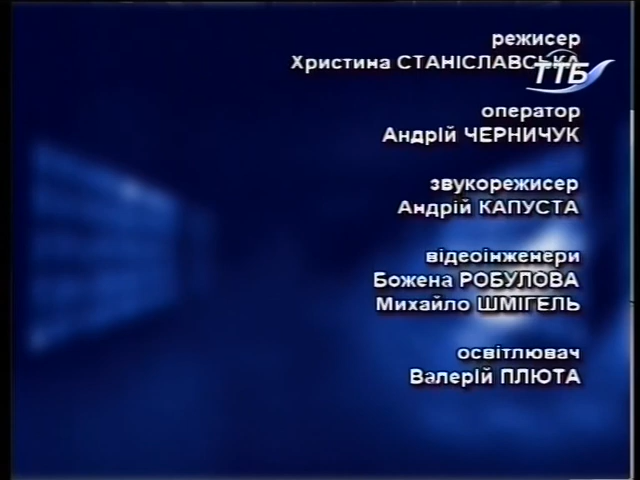 режисер
Христина СТАНІСЛАВСЬКА
ТТБ
оператор
Андрій ЧЕРНИЧУК
звукорежисер
Андрій КАПУСТА
відеоінженери
Божена РОБУЛОВА
Михайло ШМІГЕЛЬ
освітлювач
Валерій ПЛЮТА